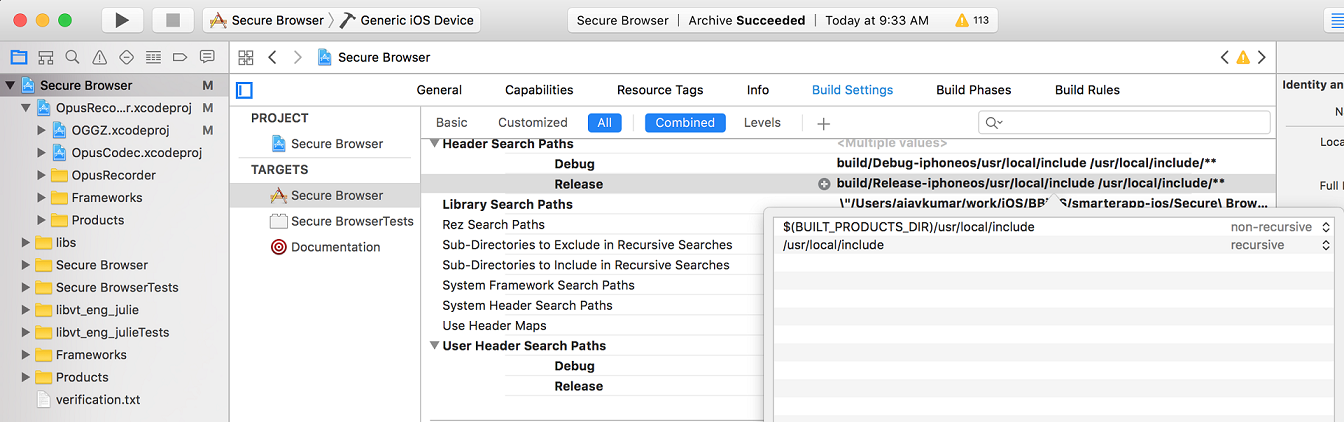 Secure Browser Generic iOS Device
Secure Browser | Archive Succeeded | Today at 9:33 AM 113
Secure Browser M
OpusReco...r.xcodeproj M
OGGZ.xcodeproj M
OpusCodec.xcodeproj
OpusRecorder
Frameworks
Products
libs
Secure Browser
Secure BrowserTests
libvt_eng_julie
libvt_eng_julieTests
Frameworks
Products
verification.txt
Secure Browser
General Capabilities Resource Tags Info Build Settings Build Phases Build Rules
PROJECT
Secure Browser
TARGETS
Secure Browser
Secure BrowserTests
Documentation
Basic Customized All Combined Levels +
Header Search Paths <Multiple values>
Debug build/Debug-iphoneos/usr/local/include /usr/local/include/**
Release build/Release-iphoneos/usr/local/include /usr/local/include/**
Library Search Paths \"/Users/ajaykumar/work/iOS/
/smarterapp-ios/Secure\ Brow...
Rez Search Paths
Sub-Directories to Exclude in Recursive Searches
Sub-Directories to Include in Recursive Searches
System Framework Search Paths
System Header Search Paths
Use Header Maps
User Header Search Paths
Debug
Release
$(BUILT_PRODUCTS_DIR)/usr/local/include non-recursive
/usr/local/include recursive
Identity an
N
Loca
Full